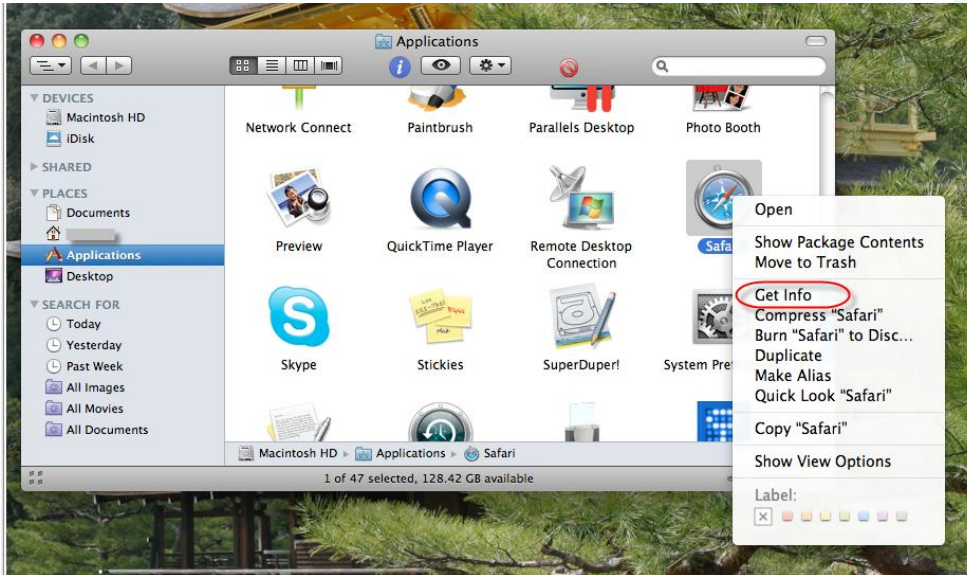 Applications
DEVICES
Macintosh HD
iDisk
SHARED
PLACES
Documents
Applications
Desktop
SEARCH FOR
Today
Yesterday
Past Week
All Images
All Movies
All Documents
Network Connect
Paintbrush
Parallels Desktop
Photo Booth
Preview
QuickTime Player
Remote Desktop
Connection
Safa
Skype
Stickies
SuperDuper!
System Pre
Macintosh HD
Applications
Safari
1 of 47 selected, 128.42 GB available
Open
Show Package Contents
Move to Trash
Get Info
Compress “Safari”
Burn “Safari” to Disc...
Duplicate
Make Alias
Quick Look “Safari”
Copy “Safari”
Show View Options
Label: